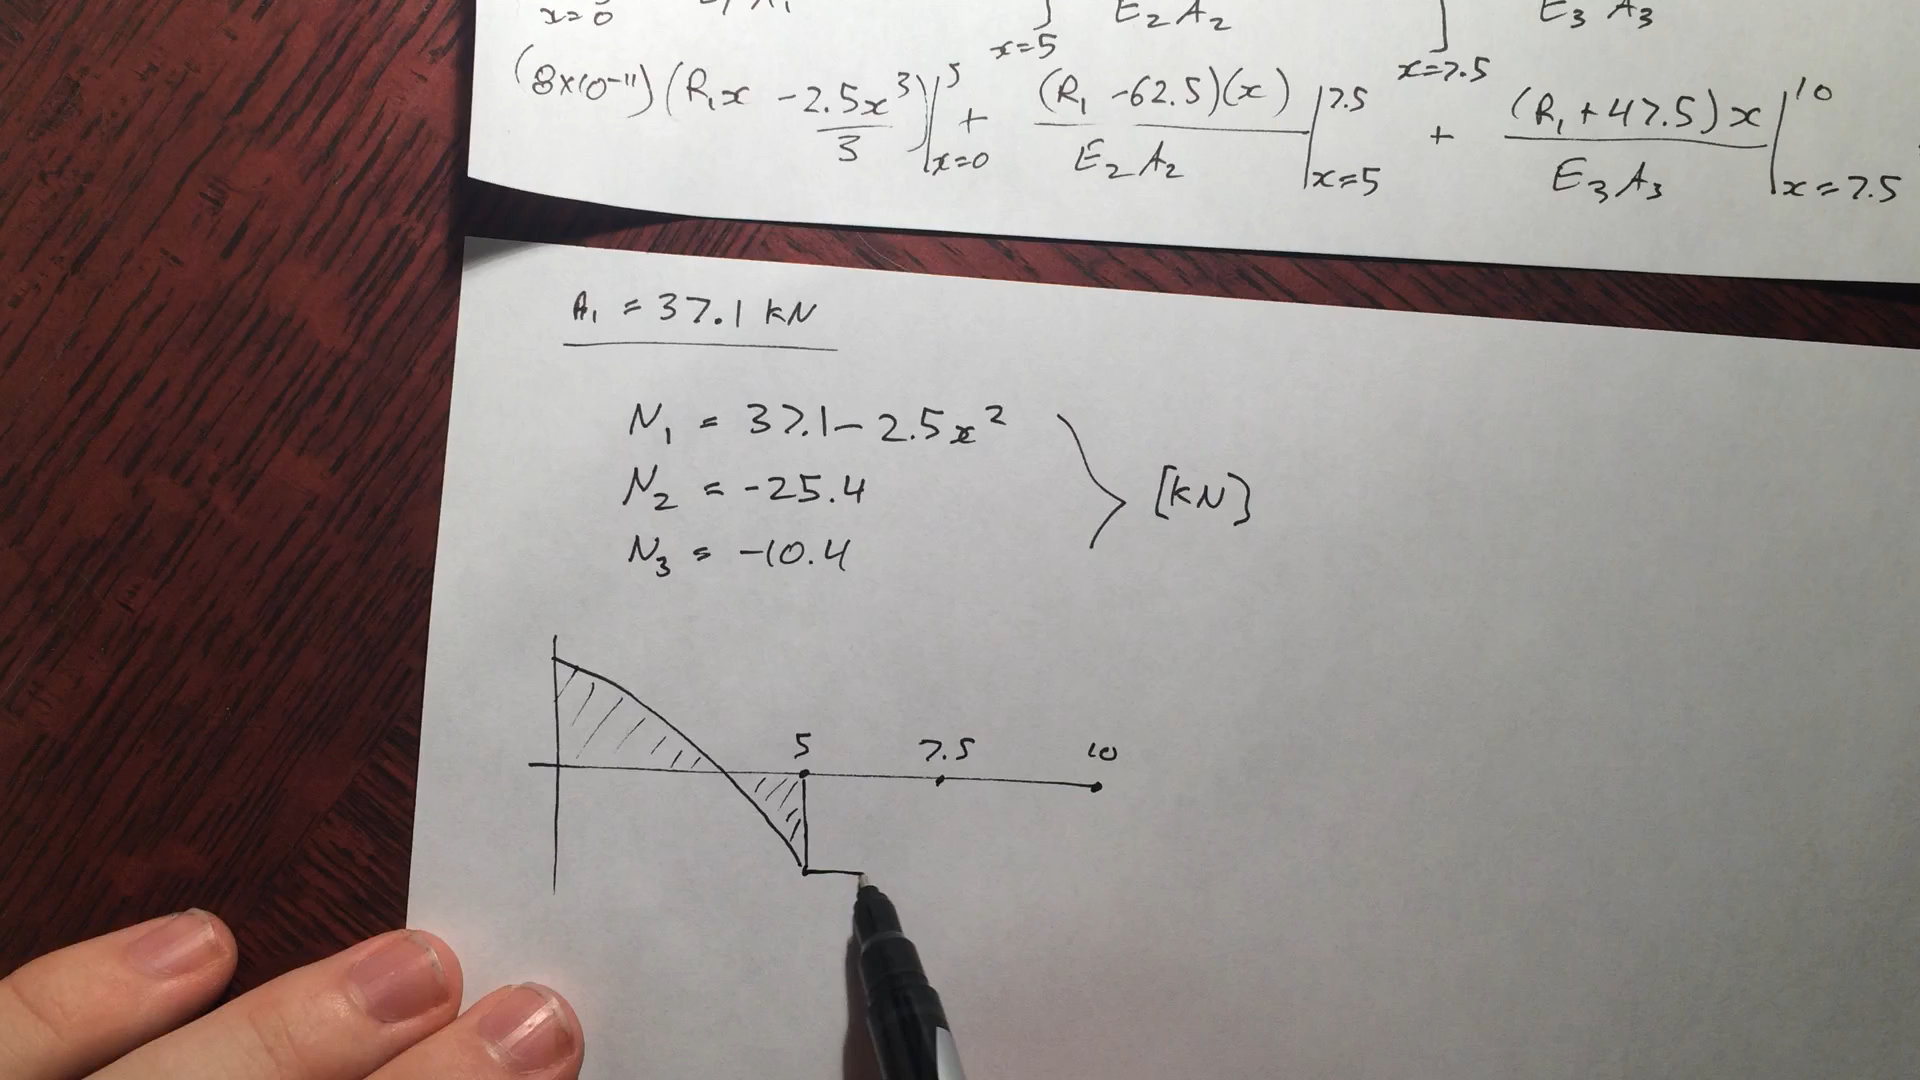 x=0
x=5 E₂A₂ x=7.5 E₃A₃
(8×10⁻¹¹)(R₁x - 2.5x³/3)|⁵ₓ₌₀ + (R₁ - 62.5)(x)/E₂A₂ |⁷·⁵ₓ₌₅ + (R₁ + 47.5)x/E₃A₃ |¹⁰ₓ₌₇.₅
A₁ = 37.1 kN
N₁ = 37.1 - 2.5x²
N₂ = -25.4 [kN]
N₃ = -10.4
5 7.5 10